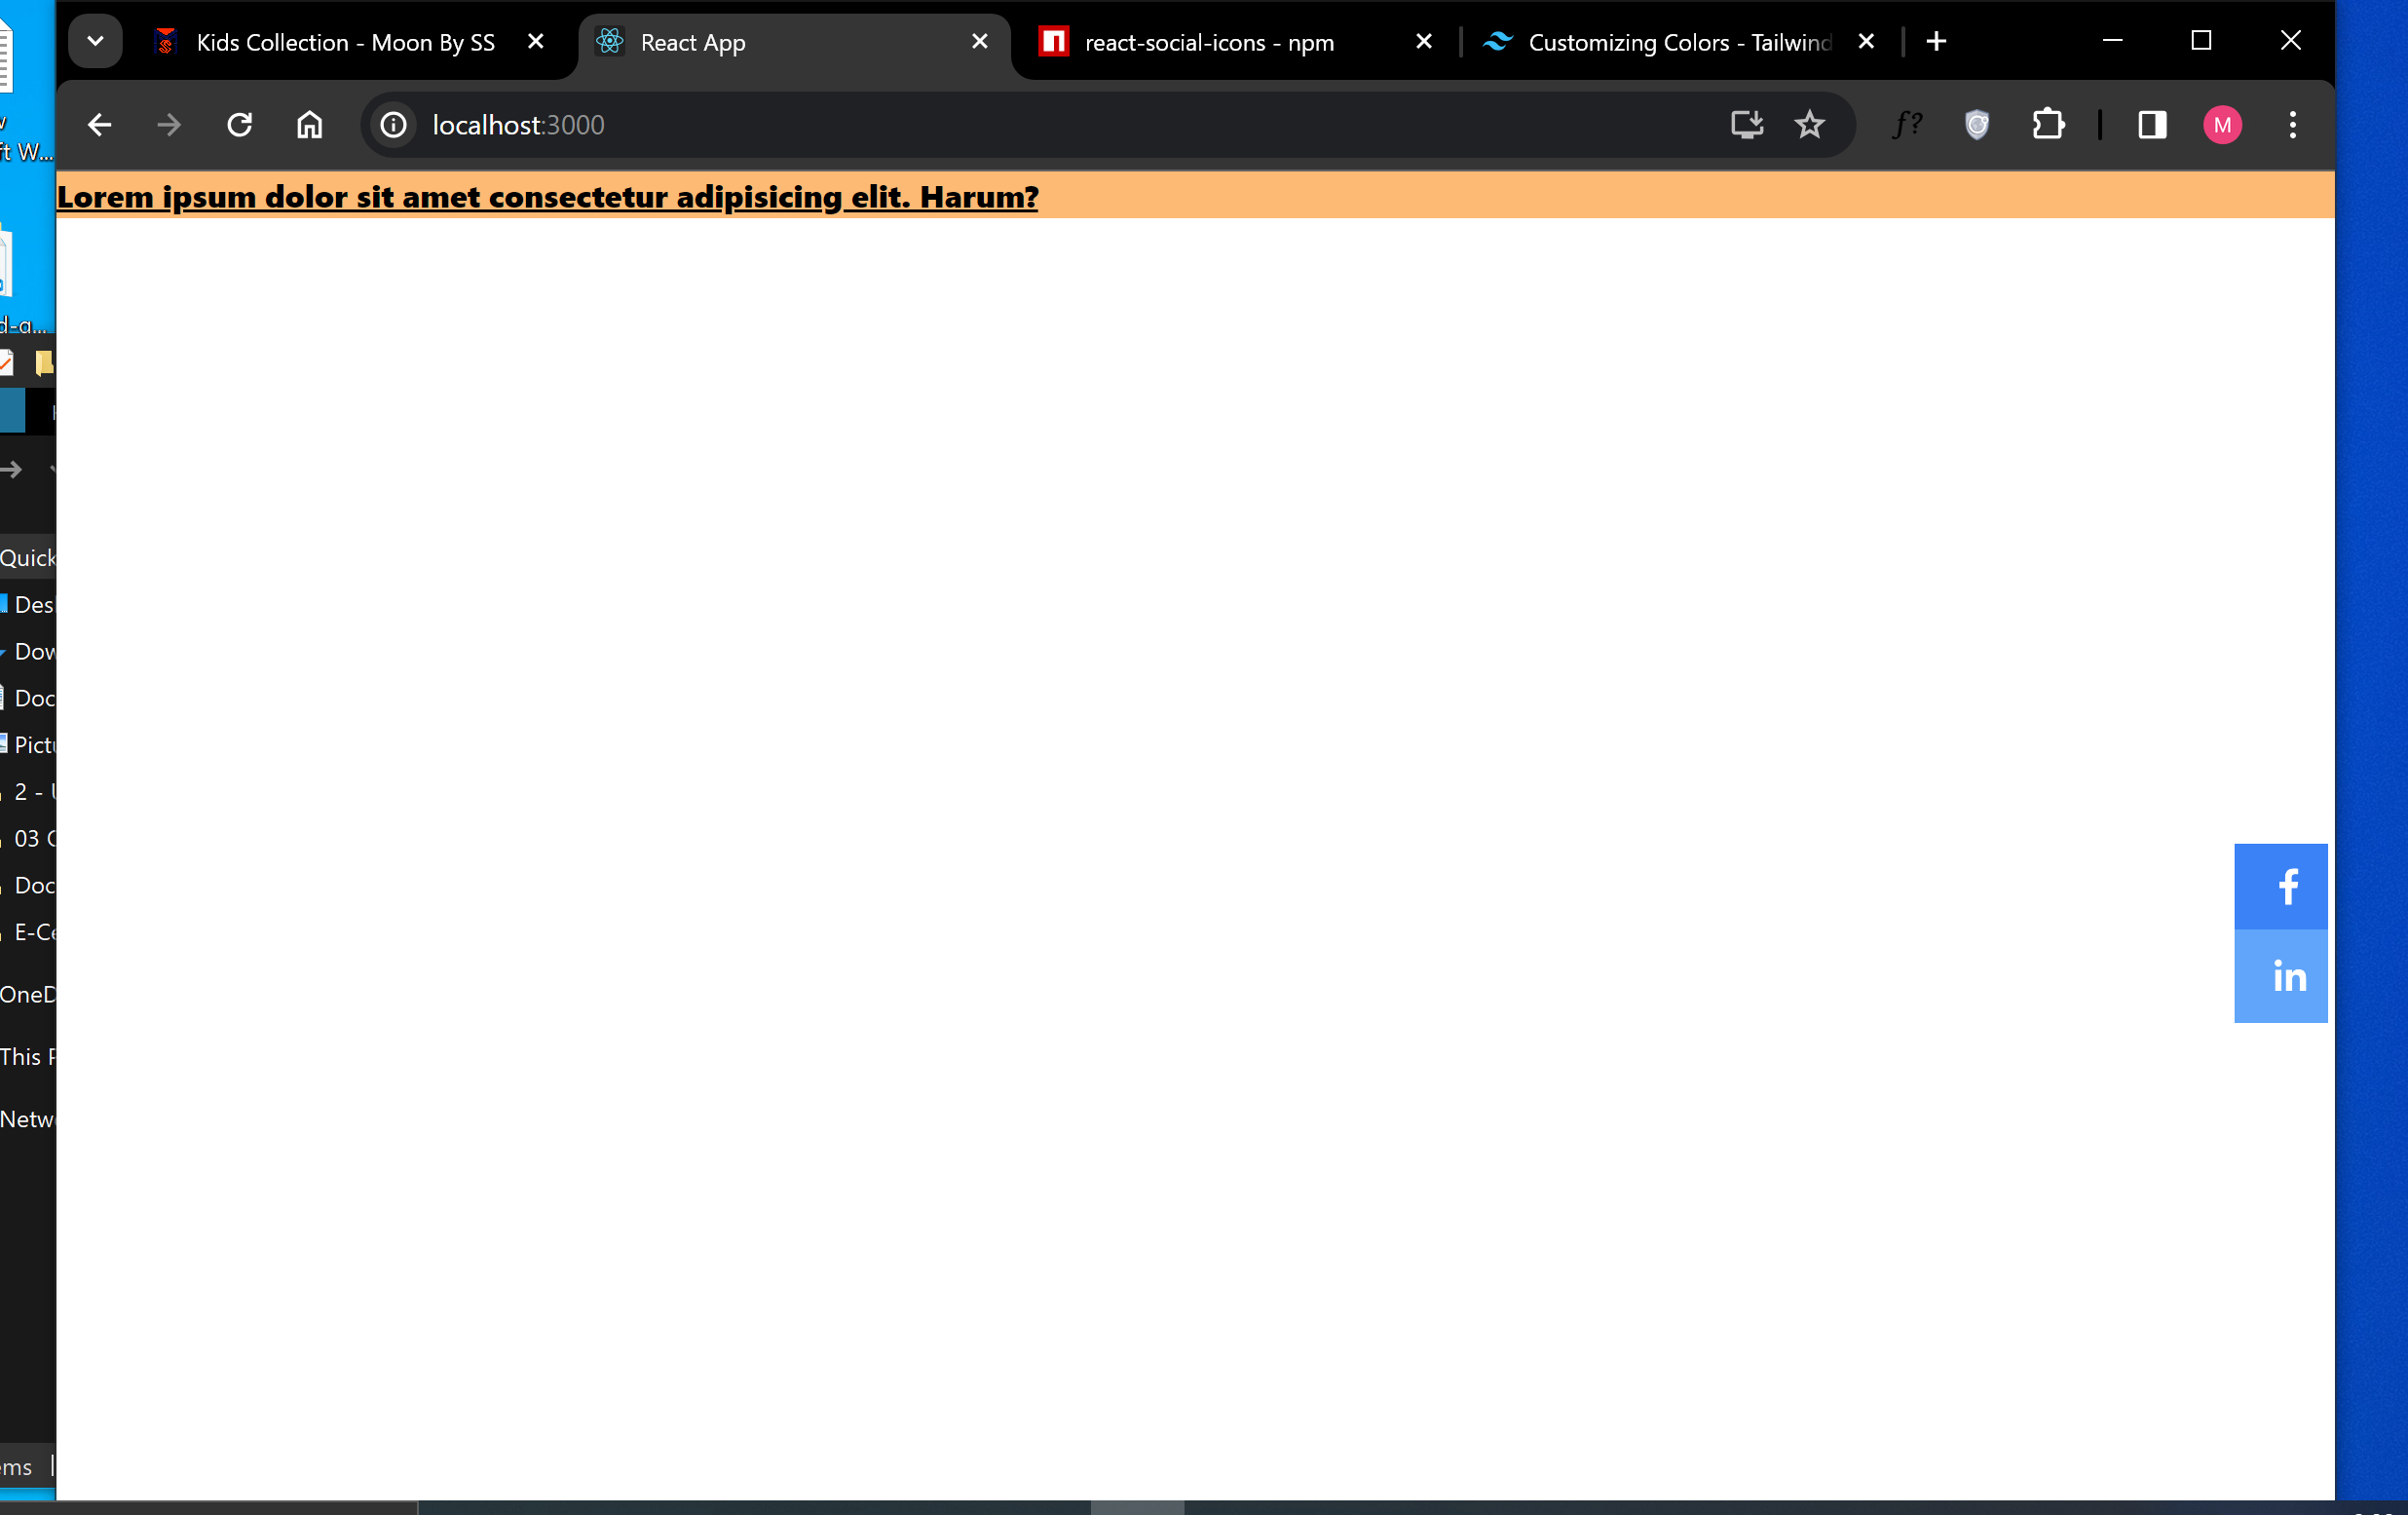 Kids Collection - Moon By SS
React App
react-social-icons - npm
Customizing Colors - Tailwind
localhost:3000
f?
M
Lorem ipsum dolor sit amet consectetur adipisicing elit. Harum?
ft W...
d-q...
Quick
Des
Dow
Doc
Pict
2 -
03
Doc
E-Ce
OneD
This
Netw
ems
f
in